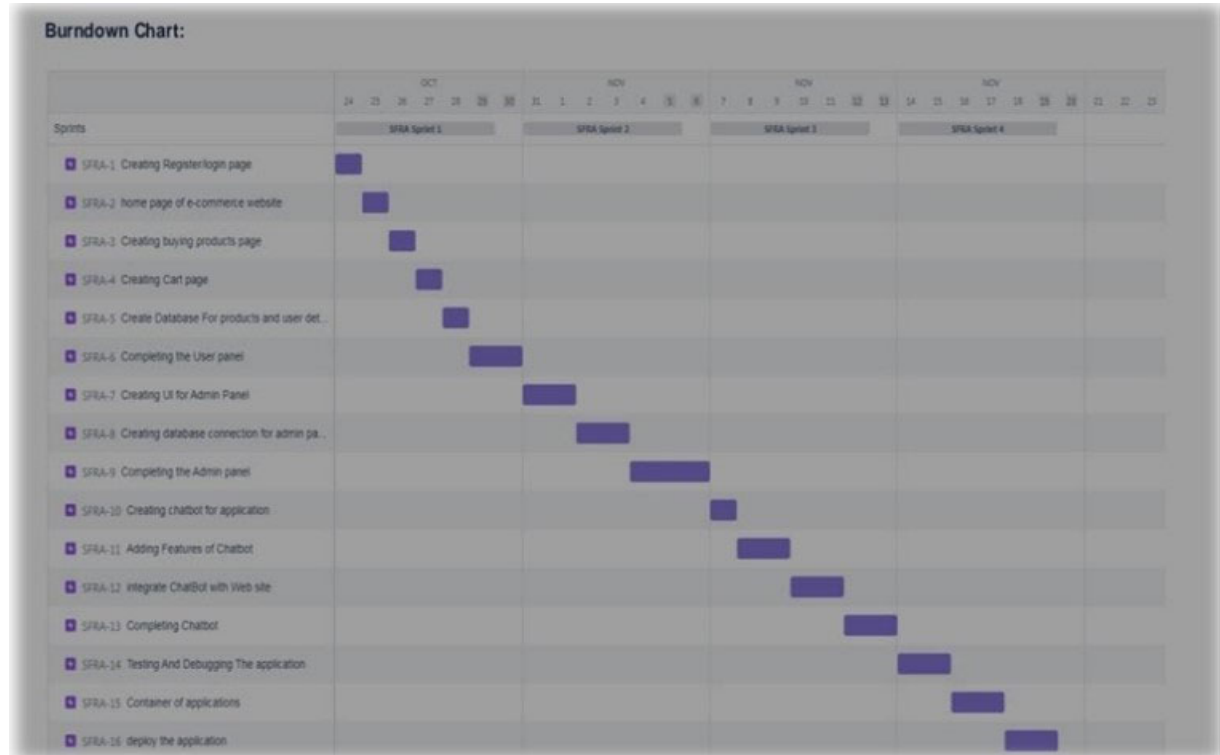 Burndown Chart:
OCT NOV NOV NOV
24 25 26 27 28 29 30 31 1 2 3 4 5 6 7 8 9 10 11 12 13 14 15 16 17 18 19 20 21 22 23
Sprints SFRA Sprint 1 SFRA Sprint 2 SFRA Sprint 3 SFRA Sprint 4
SFRA-1 Creating Register/login page
SFRA-2 home page of e-commerce website
SFRA-3 Creating buying products page
SFRA-4 Creating Cart page
SFRA-5 Create Database For products and user det...
SFRA-6 Completing the User panel
SFRA-7 Creating UI for Admin Panel
SFRA-8 Creating database connection for admin pa...
SFRA-9 Completing the Admin panel
SFRA-10 Creating chatbot for application
SFRA-11 Adding Features of Chatbot
SFRA-12 integrate ChatBot with Web site
SFRA-13 Completing Chatbot
SFRA-14 Testing And Debugging The application
SFRA-15 Container of applications
SFRA-16 deploy the application